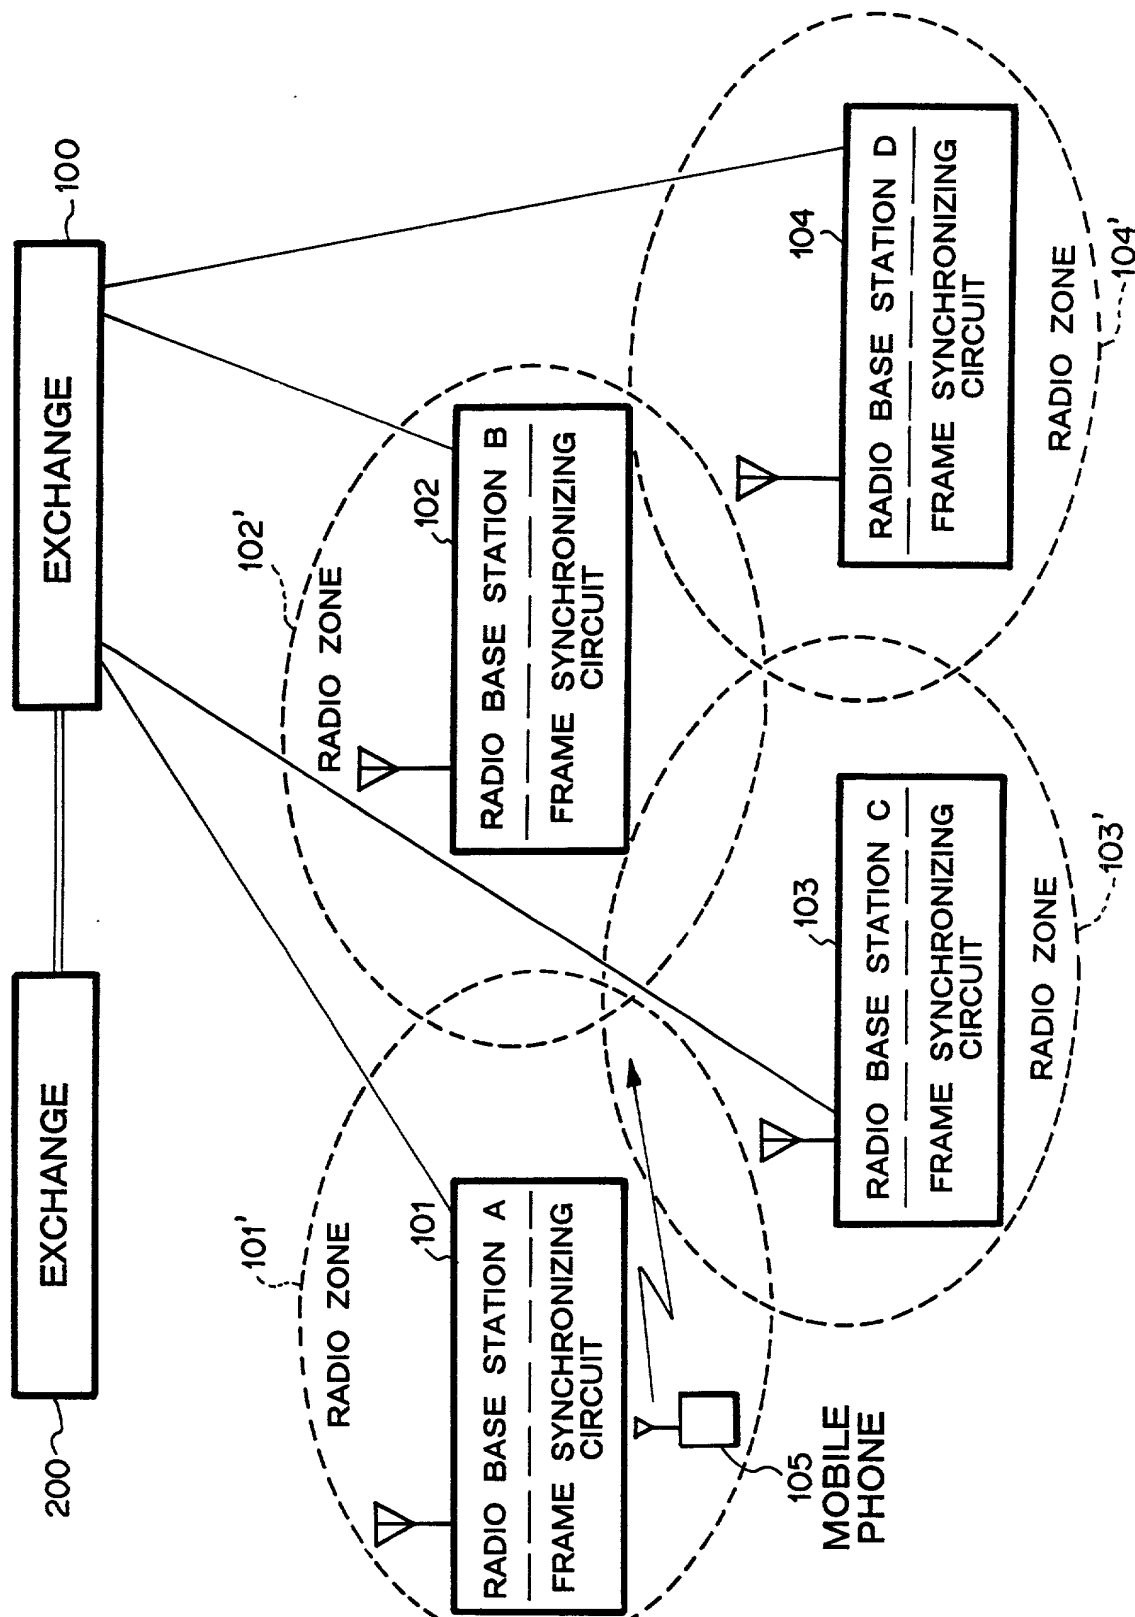 200
EXCHANGE
EXCHANGE
100
101'
RADIO ZONE
101
RADIO BASE STATION A
FRAME SYNCHRONIZING
CIRCUIT
105
MOBILE
PHONE
102'
RADIO ZONE
102
RADIO BASE STATION B
FRAME SYNCHRONIZING
CIRCUIT
103
RADIO BASE STATION C
FRAME SYNCHRONIZING
CIRCUIT
RADIO ZONE
103'
104
RADIO BASE STATION D
FRAME SYNCHRONIZING
CIRCUIT
RADIO ZONE
104'